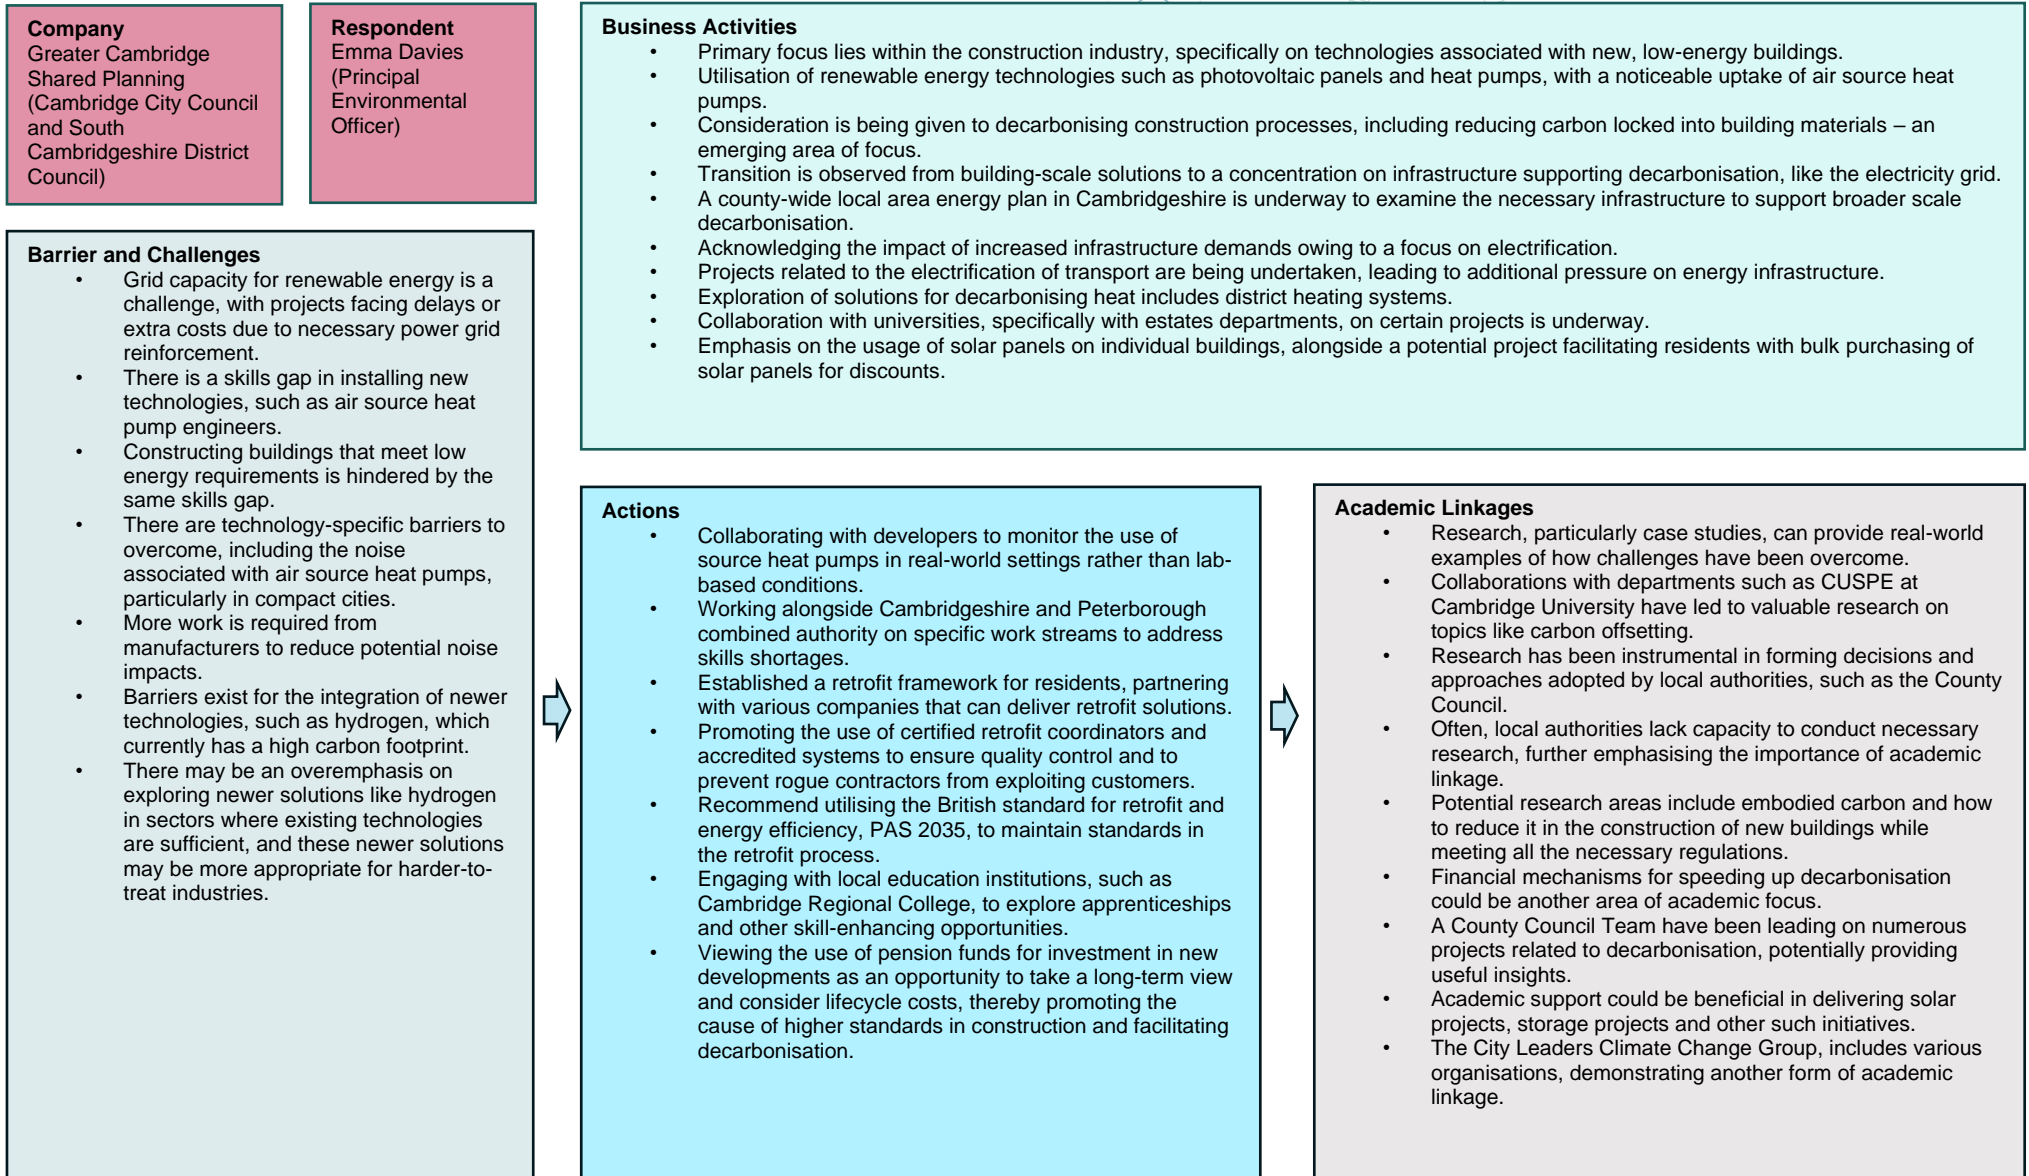 Company
Greater Cambridge
Shared Planning
(Cambridge City Council
and South
Cambridgeshire District
Council)
Respondent
Emma Davies
(Principal
Environmental
Officer)
Business Activities
• Primary focus lies within the construction industry, specifically on technologies associated with new, low-energy buildings.
• Utilisation of renewable energy technologies such as photovoltaic panels and heat pumps, with a noticeable uptake of air source heat
pumps.
• Consideration is being given to decarbonising construction processes, including reducing carbon locked into building materials – an
emerging area of focus.
• Transition is observed from building-scale solutions to a concentration on infrastructure supporting decarbonisation, like the electricity grid.
• A county-wide local area energy plan in Cambridgeshire is underway to examine the necessary infrastructure to support broader scale
decarbonisation.
• Acknowledging the impact of increased infrastructure demands owing to a focus on electrification.
• Projects related to the electrification of transport are being undertaken, leading to additional pressure on energy infrastructure.
• Exploration of solutions for decarbonising heat includes district heating systems.
• Collaboration with universities, specifically with estates departments, on certain projects is underway.
• Emphasis on the usage of solar panels on individual buildings, alongside a potential project facilitating residents with bulk purchasing of
solar panels for discounts.
Barrier and Challenges
• Grid capacity for renewable energy is a
challenge, with projects facing delays or
extra costs due to necessary power grid
reinforcement.
• There is a skills gap in installing new
technologies, such as air source heat
pump engineers.
• Constructing buildings that meet low
energy requirements is hindered by the
same skills gap.
• There are technology-specific barriers to
overcome, including the noise
associated with air source heat pumps,
particularly in compact cities.
• More work is required from
manufacturers to reduce potential noise
impacts.
• Barriers exist for the integration of newer
technologies, such as hydrogen, which
currently has a high carbon footprint.
• There may be an overemphasis on
exploring newer solutions like hydrogen
in sectors where existing technologies
are sufficient, and these newer solutions
may be more appropriate for harder-to-
treat industries.
Actions
• Collaborating with developers to monitor the use of
source heat pumps in real-world settings rather than lab-
based conditions.
• Working alongside Cambridgeshire and Peterborough
combined authority on specific work streams to address
skills shortages.
• Established a retrofit framework for residents, partnering
with various companies that can deliver retrofit solutions.
• Promoting the use of certified retrofit coordinators and
accredited systems to ensure quality control and to
prevent rogue contractors from exploiting customers.
• Recommend utilising the British standard for retrofit and
energy efficiency, PAS 2035, to maintain standards in
the retrofit process.
• Engaging with local education institutions, such as
Cambridge Regional College, to explore apprenticeships
and other skill-enhancing opportunities.
• Viewing the use of pension funds for investment in new
developments as an opportunity to take a long-term view
and consider lifecycle costs, thereby promoting the
cause of higher standards in construction and facilitating
decarbonisation.
Academic Linkages
• Research, particularly case studies, can provide real-world
examples of how challenges have been overcome.
• Collaborations with departments such as CUSPE at
Cambridge University have led to valuable research on
topics like carbon offsetting.
• Research has been instrumental in forming decisions and
approaches adopted by local authorities, such as the County
Council.
• Often, local authorities lack capacity to conduct necessary
research, further emphasising the importance of academic
linkage.
• Potential research areas include embodied carbon and how
to reduce it in the construction of new buildings while
meeting all the necessary regulations.
• Financial mechanisms for speeding up decarbonisation
could be another area of academic focus.
• A County Council Team have been leading on numerous
projects related to decarbonisation, potentially providing
useful insights.
• Academic support could be beneficial in delivering solar
projects, storage projects and other such initiatives.
• The City Leaders Climate Change Group, includes various
organisations, demonstrating another form of academic
linkage.